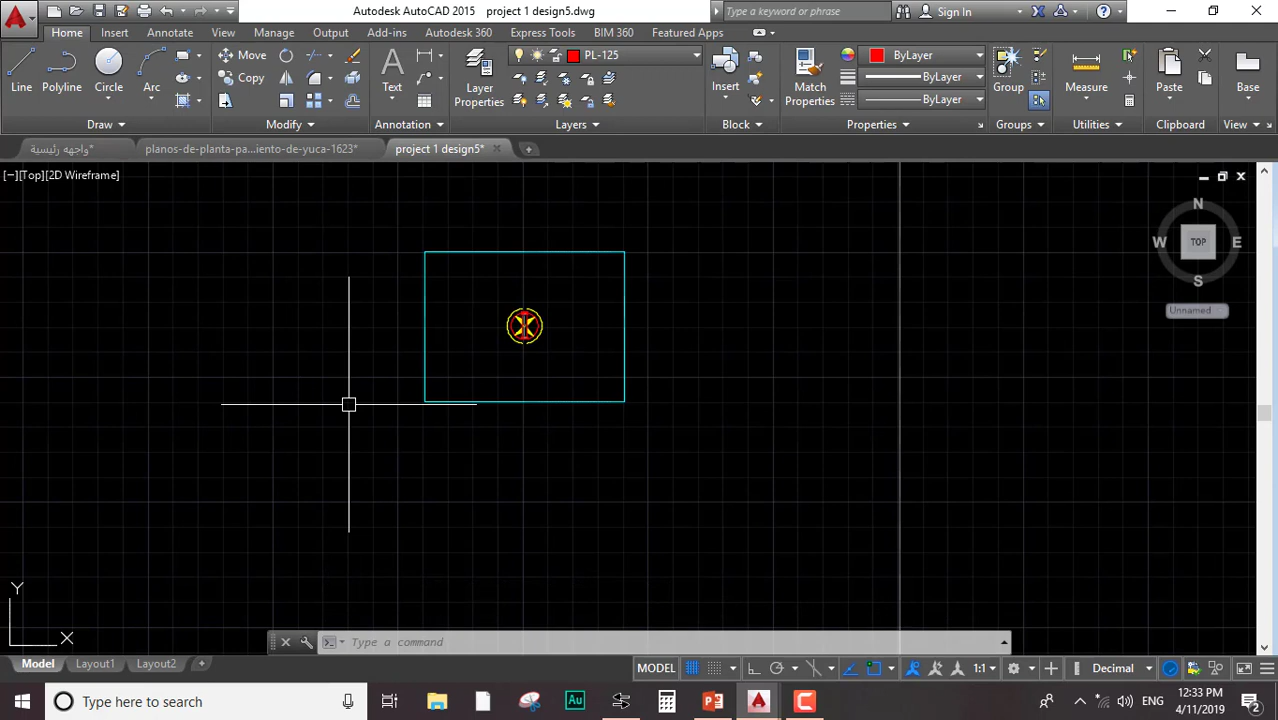 Autodesk AutoCAD 2015 project 1 design5.dwg
Type a keyword or phrase
Sign In
Home Insert Annotate View Manage Output Add-ins Autodesk 360 Express Tools BIM 360 Featured Apps
Line
Polyline
Circle
Arc
Move
Copy
Text
Layer Properties
PL-125
Insert
Match Properties
ByLayer
ByLayer
ByLayer
Group
Measure
Paste
Base
Draw
Modify
Annotation
Layers
Block
Properties
Groups
Utilities
Clipboard
View
واجهه رئيسية*
planos-de-planta-pa...iento-de-yuca-1623*
project 1 design5*
[−][Top][2D Wireframe]
N
W TOP E
S
Unnamed
Y
X
Type a command
Model Layout1 Layout2
MODEL
1:1
Decimal
Type here to search
Au
ENG
12:33 PM
4/11/2019
2